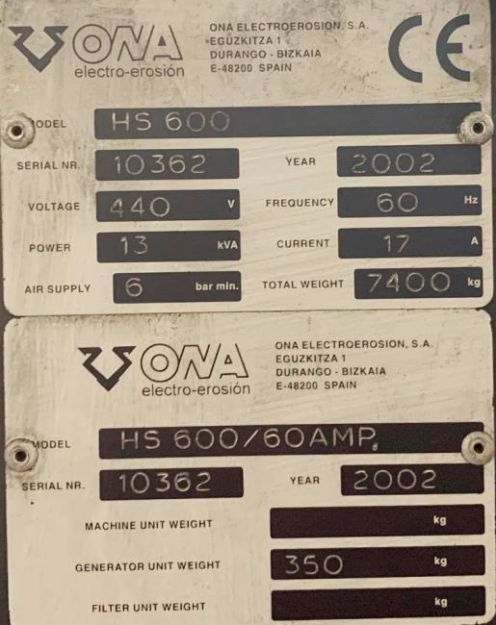 ONA
electro-erosión
ONA ELECTROEROSION, S.A.
EGUZKITZA 1
DURANGO - BIZKAIA
E-48200 SPAIN
CE
MODEL HS 600
SERIAL NR. 10362 YEAR 2002
VOLTAGE 440 V FREQUENCY 60 Hz
POWER 13 kVA CURRENT 17 A
AIR SUPPLY 6 bar min. TOTAL WEIGHT 7400 kg
ONA
electro-erosión
ONA ELECTROEROSION, S.A.
EGUZKITZA 1
DURANGO - BIZKAIA
E-48200 SPAIN
MODEL HS 600/60AMP.
SERIAL NR. 10362 YEAR 2002
MACHINE UNIT WEIGHT kg
GENERATOR UNIT WEIGHT 350 kg
FILTER UNIT WEIGHT kg